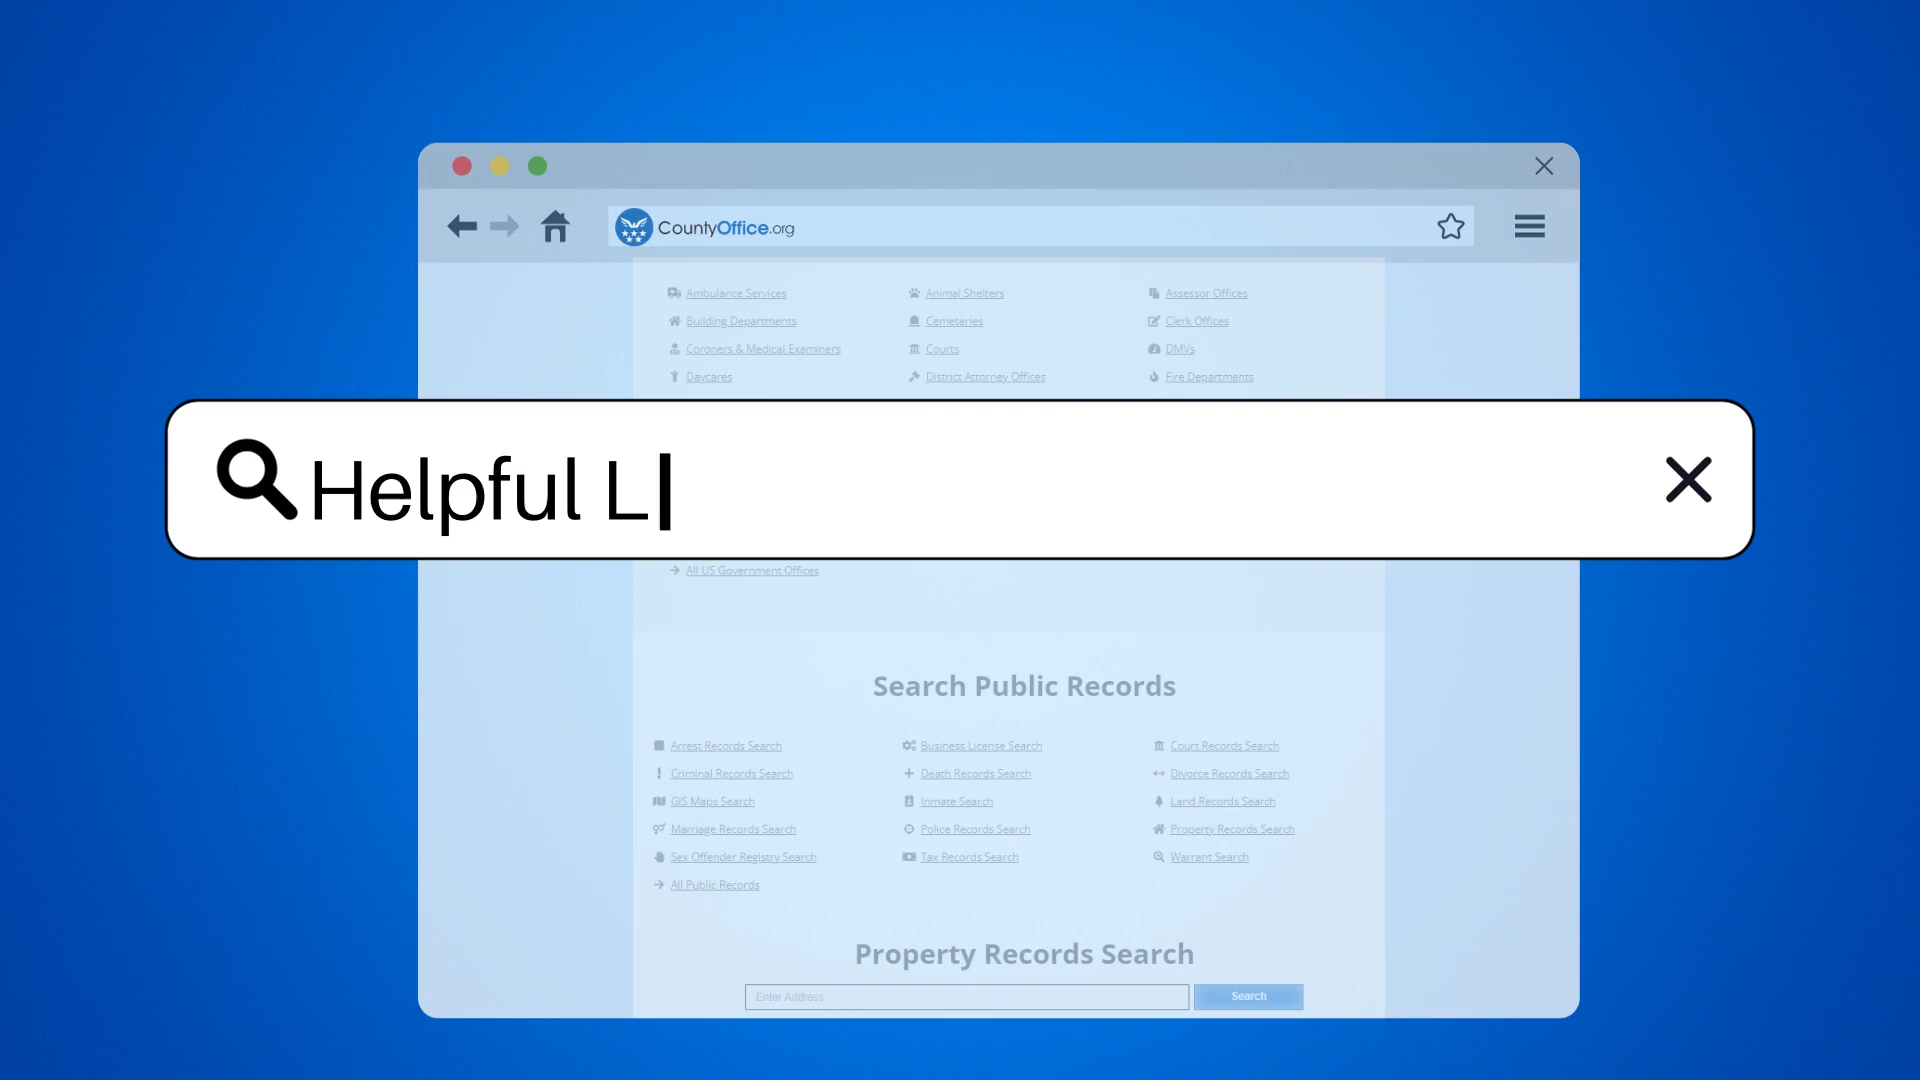 CountyOffice.org
Ambulance Services Animal Shelters Assessor Offices
Building Departments Cemeteries Clerk Offices
Coroners & Medical Examiners Courts DMVs
Daycares District Attorney Offices Fire Departments
Helpful L
All US Government Offices
Search Public Records
Arrest Records Search Business License Search Court Records Search
Criminal Records Search Death Records Search Divorce Records Search
GIS Maps Search Inmate Search Land Records Search
Marriage Records Search Police Records Search Property Records Search
Sex Offender Registry Search Tax Records Search Warrant Search
All Public Records
Property Records Search
Enter Address Search